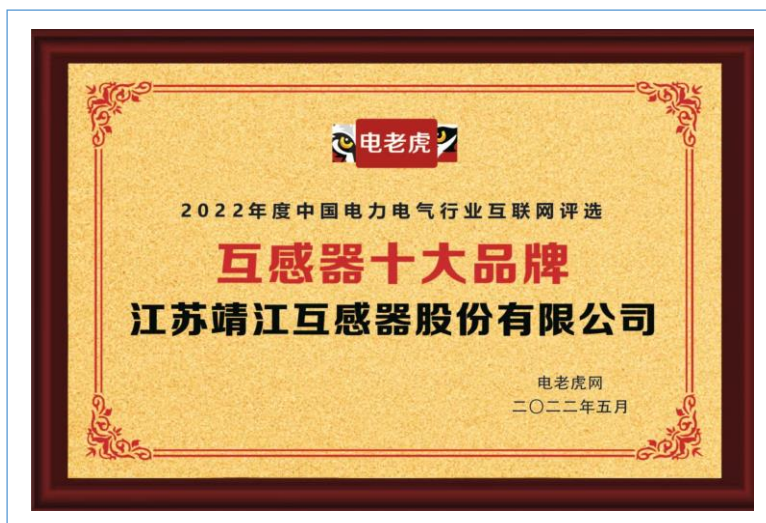 电老虎
2022年度中国电力电气行业互联网评选
互感器十大品牌
江苏靖江互感器股份有限公司
电老虎网
二〇二二年五月